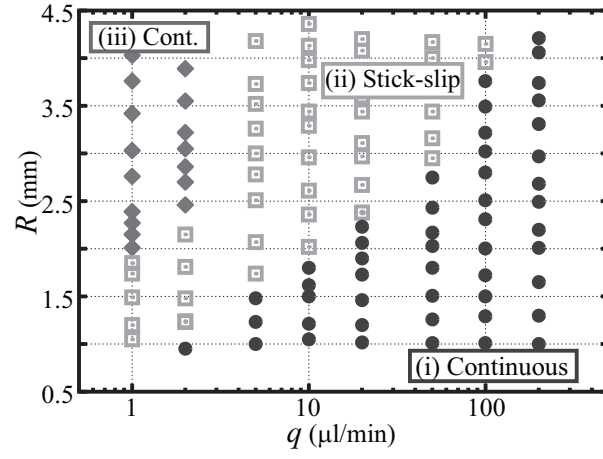 4.5
(iii) Cont.
(ii) Stick-slip
3.5
R (mm)
2.5
1.5
(i) Continuous
0.5
1
10
100
q (μl/min)